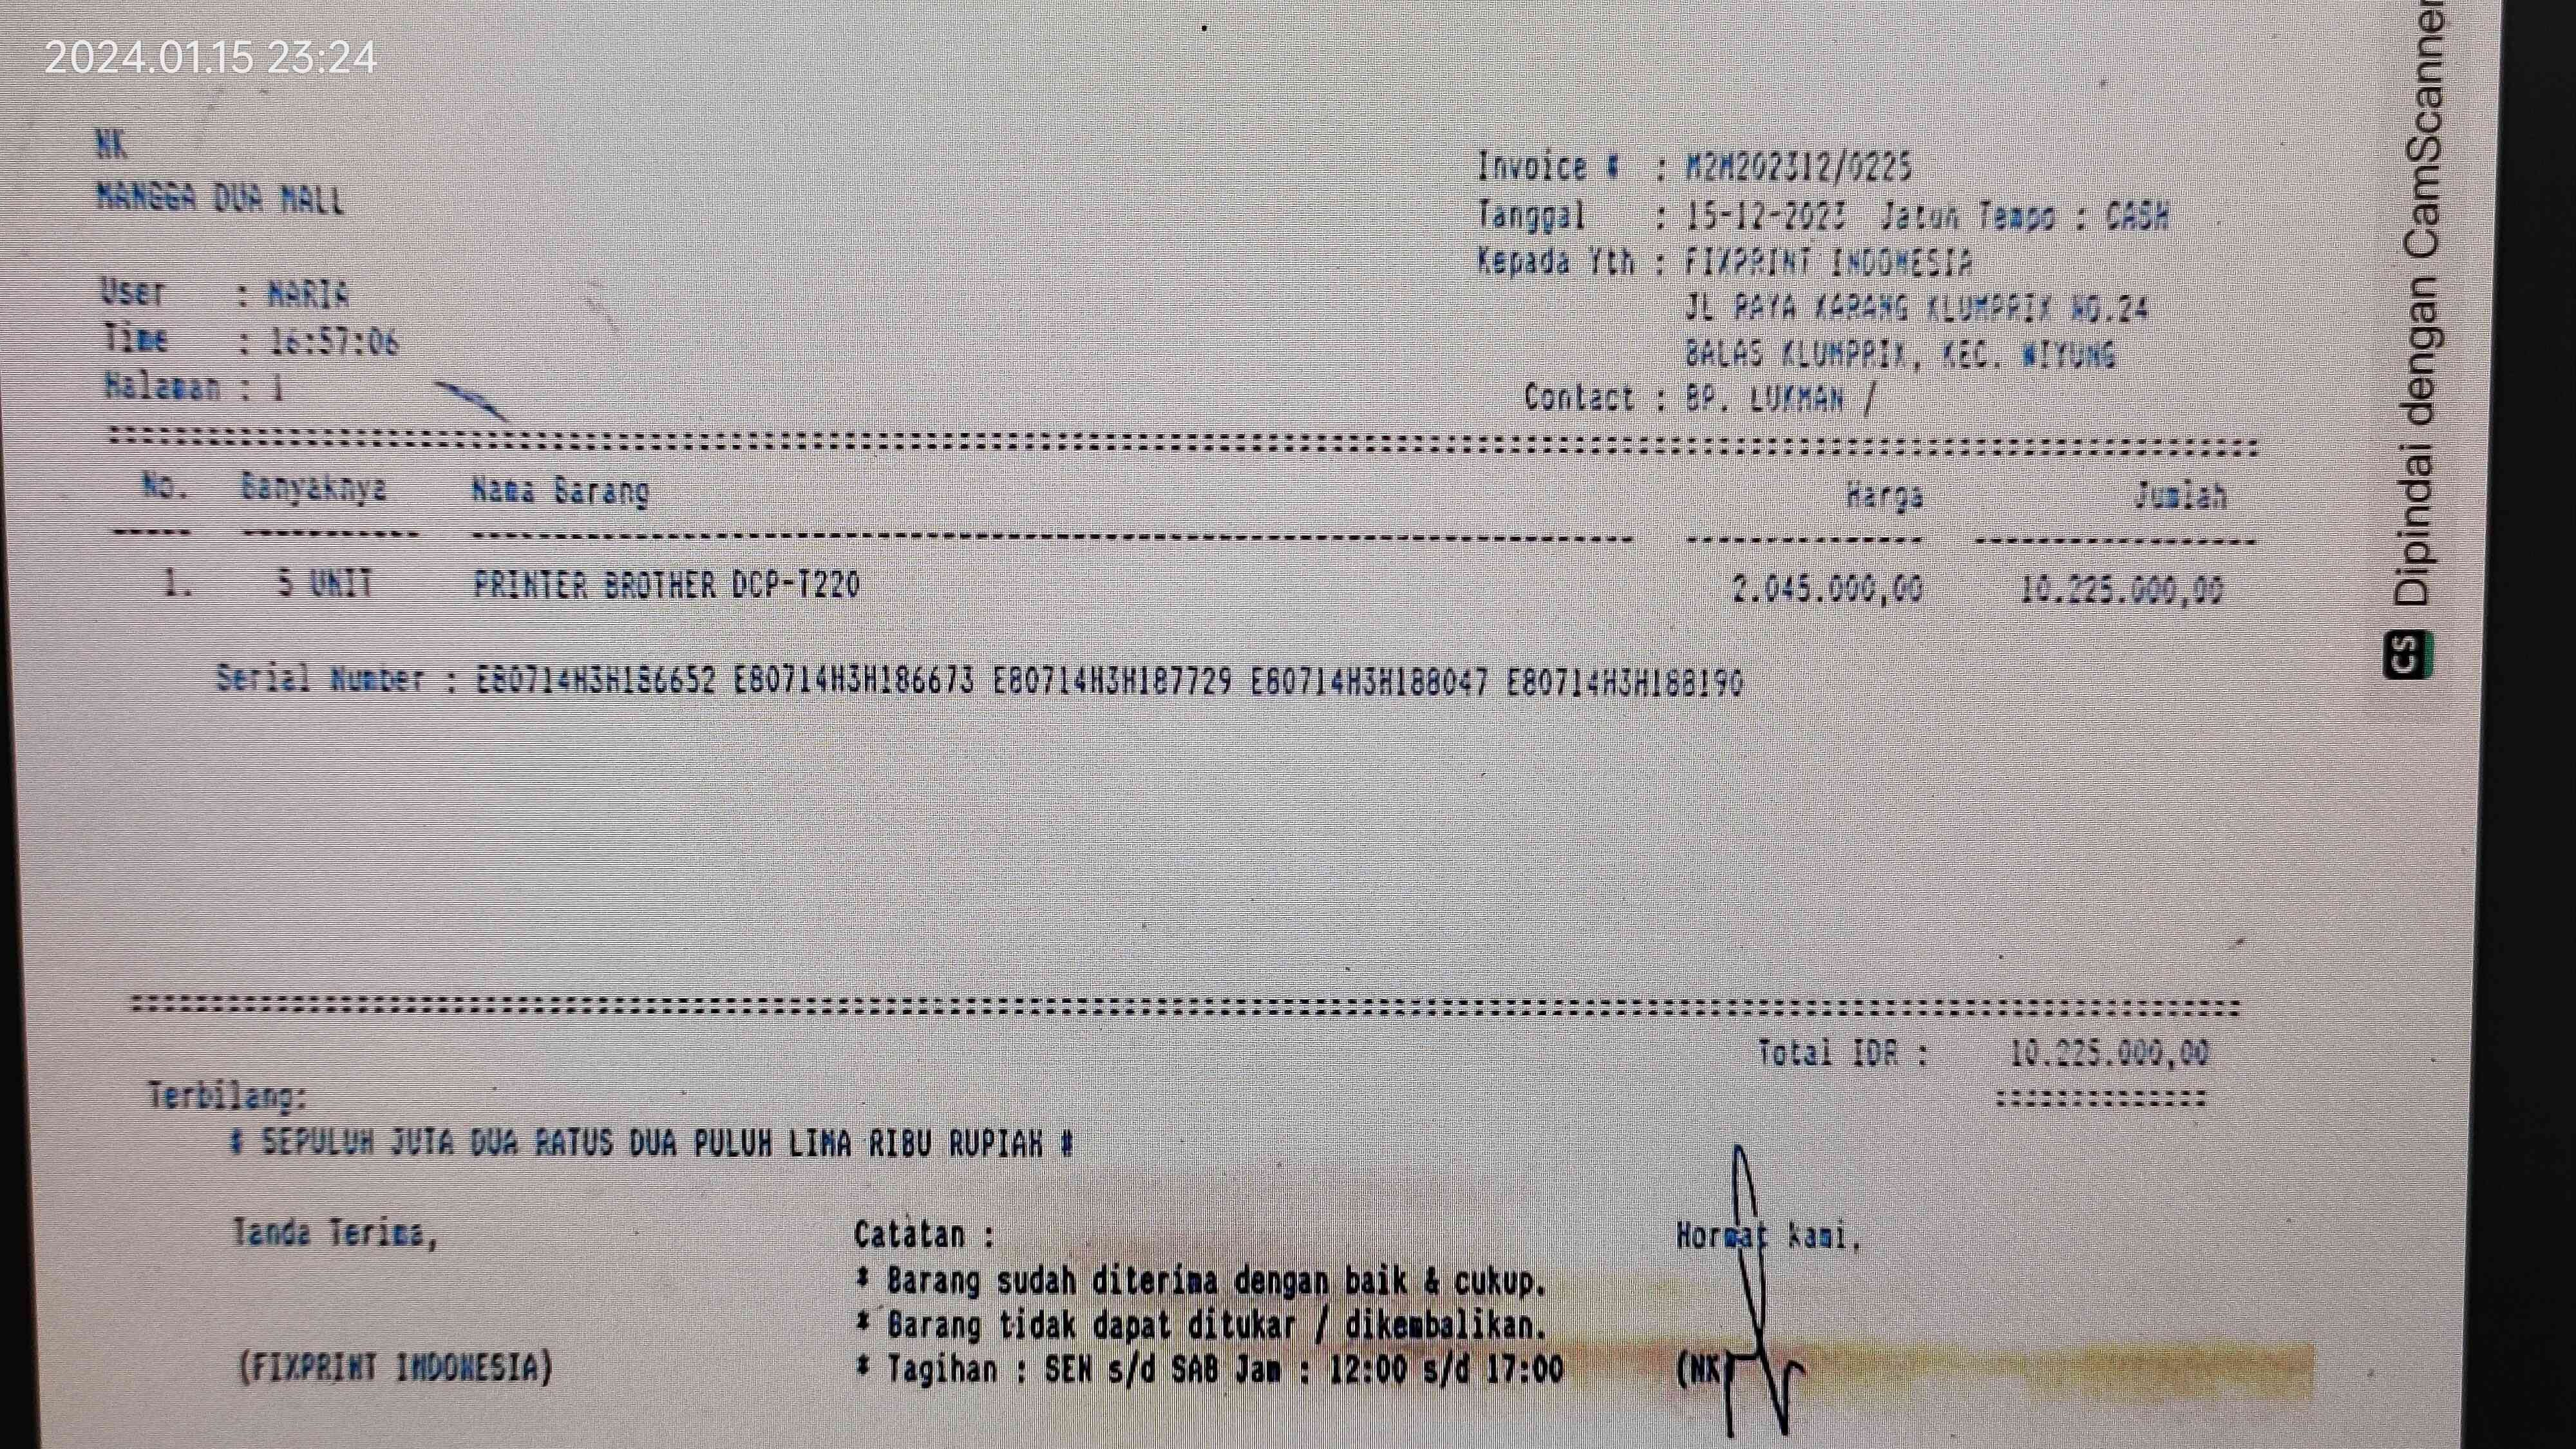 2024.01.15 23:24
NK
MANGGA DUA MALL
User : MARIA
Time : 16:57:06
Halaman : 1
Invoice # : M2M202312/0225
Tanggal : 15-12-2023 Jatuh Tempo : CASH
Kepada Yth : FIXPRINT INDONESIA
JL RAYA KARANG KLUMPRIK NO.24
BALAS KLUMPRIK, KEC. WIYUNG
Contact : BP. LUKMAN /
No. Banyaknya Nama Barang Harga Jumlah
1. 5 UNIT PRINTER BROTHER DCP-T220 2.045.000,00 10.225.000,00
Serial Number : E80714H3H186652 E80714H3H186673 E80714H3H187729 E80714H3H188047 E80714H3H188190
Total IDR : 10.225.000,00
Terbilang:
# SEPULUH JUTA DUA RATUS DUA PULUH LIMA RIBU RUPIAH #
Tanda Terima,
(FIXPRINT INDONESIA)
Catatan :
* Barang sudah diterima dengan baik & cukup.
* Barang tidak dapat ditukar / dikembalikan.
* Tagihan : SEN s/d SAB Jam : 12:00 s/d 17:00
Hormat kami,
(NK
CS Dipindai dengan CamScanner